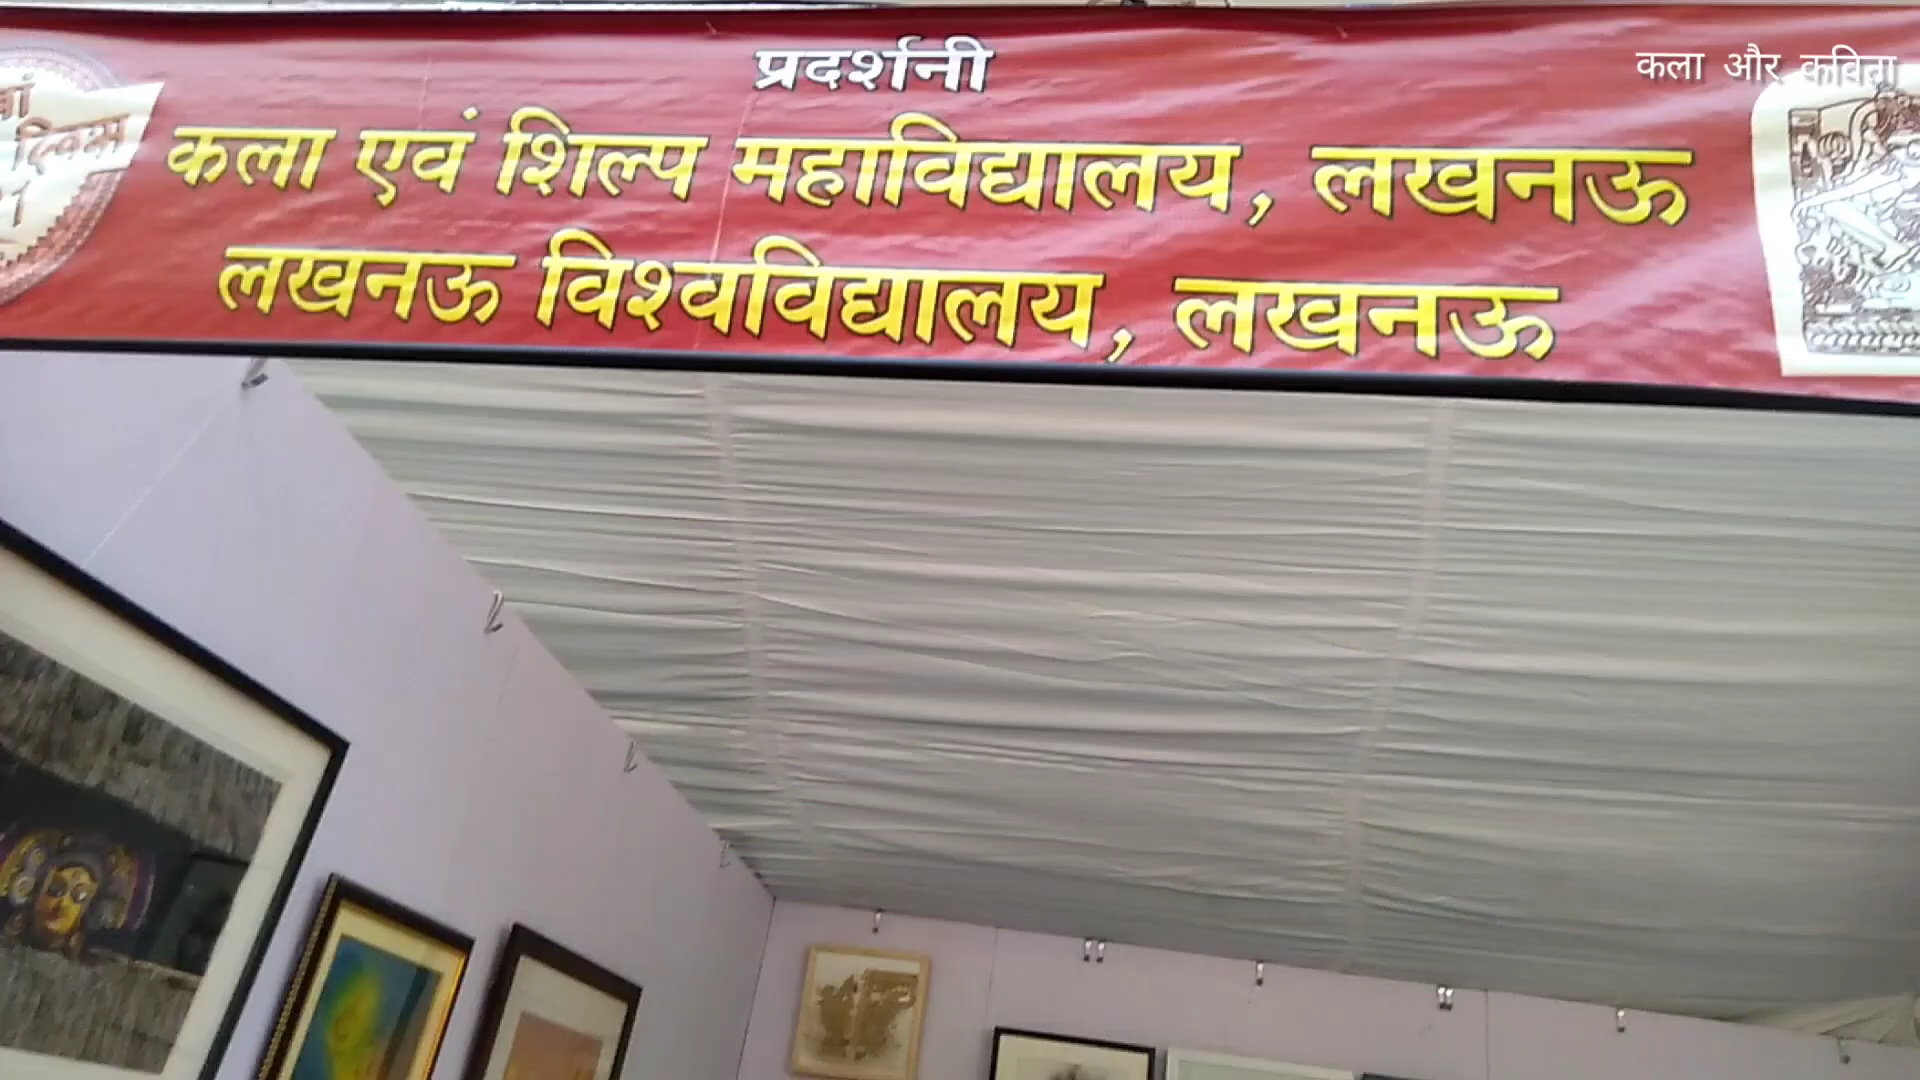 कला और कविता
प्रदर्शनी
कला एवं शिल्प महाविद्यालय, लखनऊ
लखनऊ विश्वविद्यालय, लखनऊ